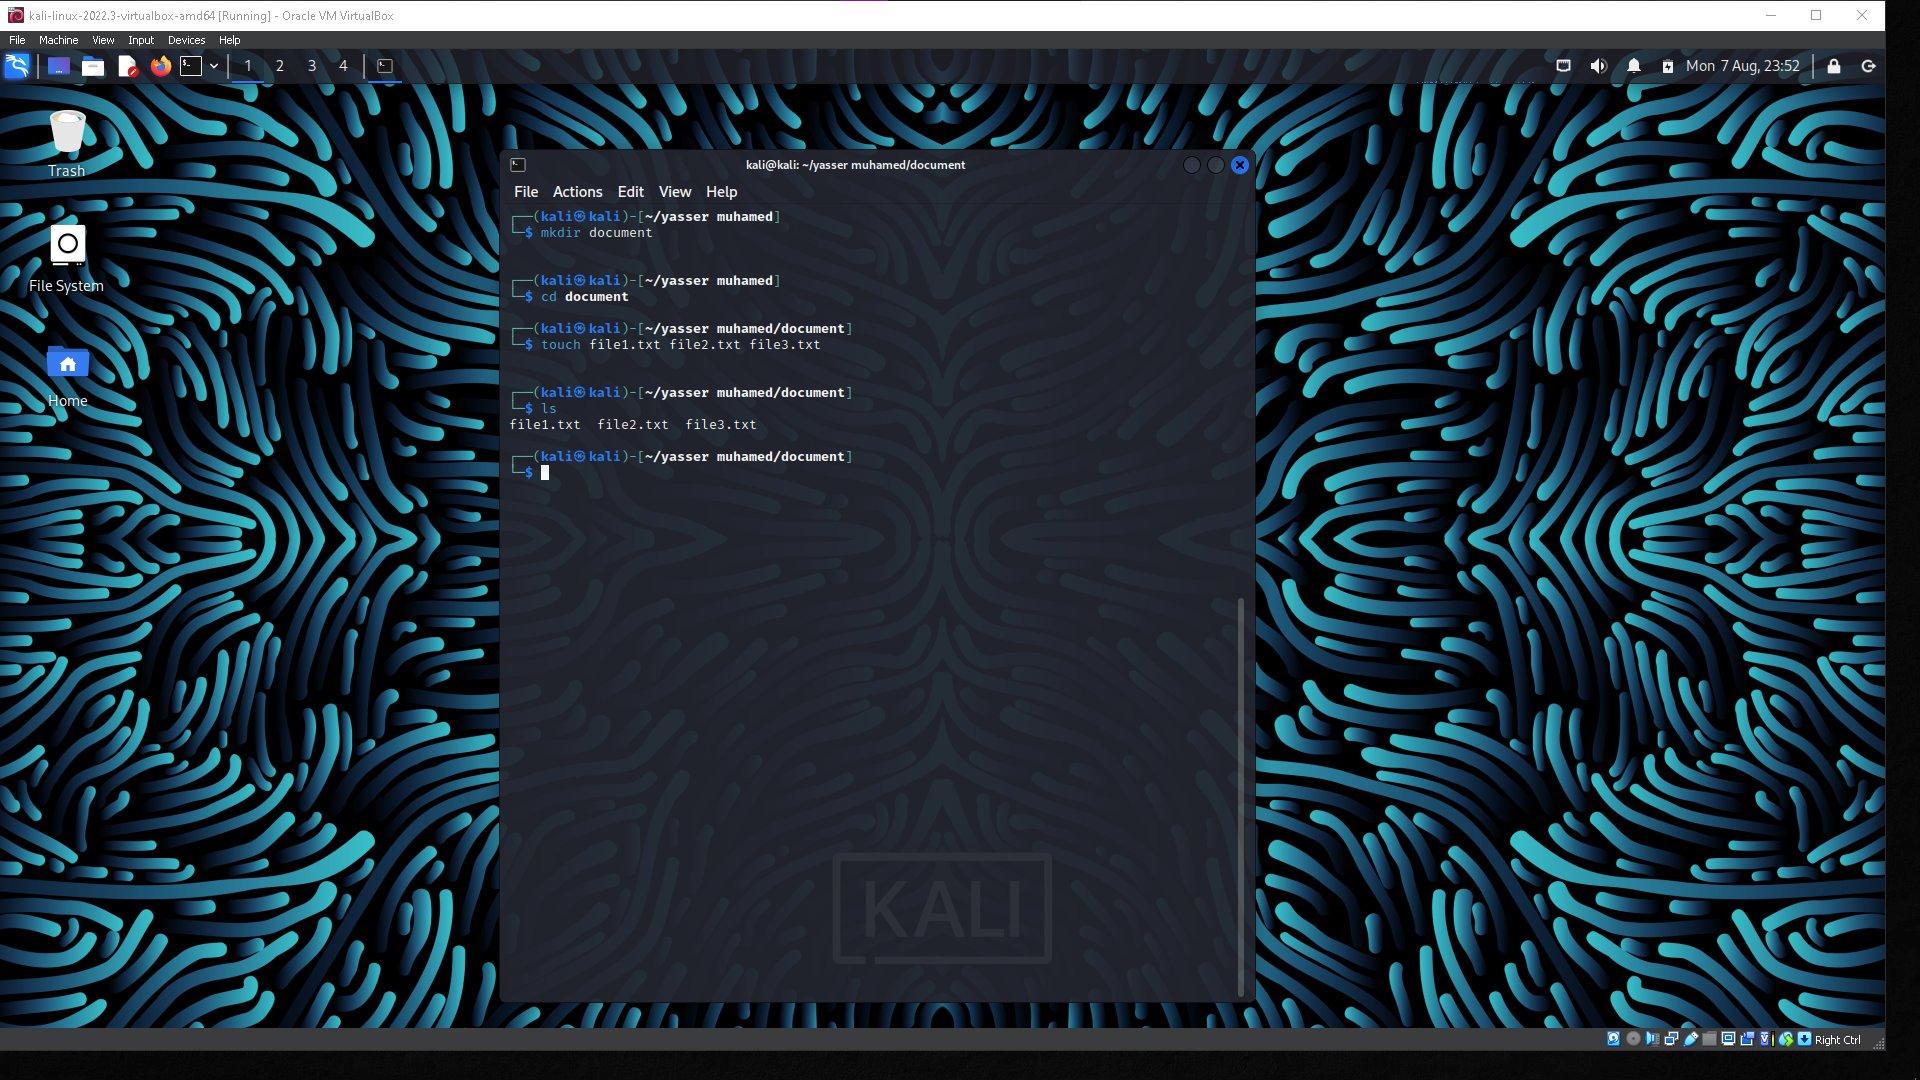 kali-linux-2022.3-virtualbox-amd64 [Running] - Oracle VM VirtualBox
File Machine View Input Devices Help
1 2 3 4
Mon 7 Aug, 23:52
Trash
File System
Home
kali@kali: ~/yasser muhamed/document
File Actions Edit View Help
┌──(kali㉿kali)-[~/yasser muhamed]
└─$ mkdir document
┌──(kali㉿kali)-[~/yasser muhamed]
└─$ cd document
┌──(kali㉿kali)-[~/yasser muhamed/document]
└─$ touch file1.txt file2.txt file3.txt
┌──(kali㉿kali)-[~/yasser muhamed/document]
└─$ ls
file1.txt  file2.txt  file3.txt
┌──(kali㉿kali)-[~/yasser muhamed/document]
└─$
KALI
Right Ctrl